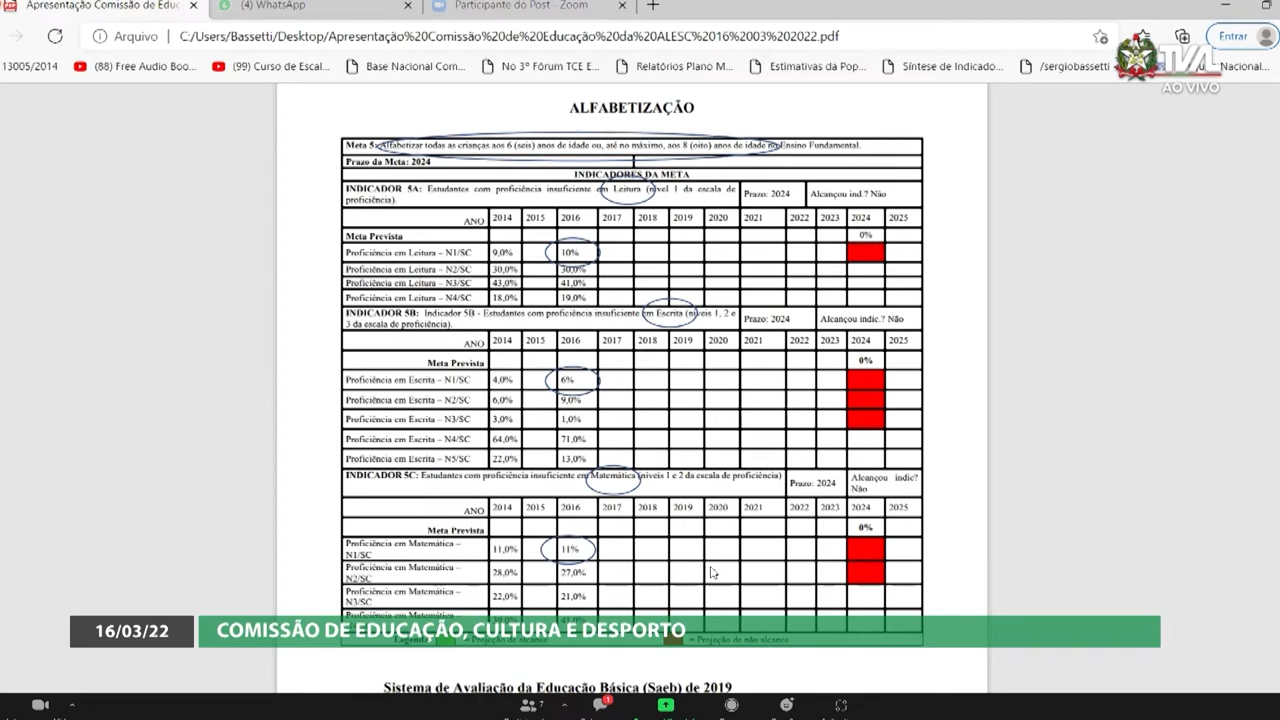 Apresentação Comissão de Educ
(4) WhatsApp
Participante do Post - Zoom
Arquivo
C:/Users/Bassetti/Desktop/Apresentação%20Comissão%20de%20Educação%20da%20ALESC%2016%2003%202022.pdf
Entrar
13005/2014
(88) Free Audio Boo...
(99) Curso de Escal...
Base Nacional Com...
No 3º Fórum TCE E...
Relatórios Plano M...
Estimativas da Pop...
Síntese de Indicado...
/sergiobassetti
Nacional...
TVAL
AO VIVO
ALFABETIZAÇÃO
Meta 5: Alfabetizar todas as crianças aos 6 (seis) anos de idade ou, até no máximo, aos 8 (oito) anos de idade no Ensino Fundamental.
Prazo da Meta: 2024
INDICADORES DA META
INDICADOR 5A: Estudantes com proficiência insuficiente em Leitura (nível 1 da escala de
proficiência).
Prazo: 2024
Alcançou ind.? Não
ANO 2014 2015 2016 2017 2018 2019 2020 2021 2022 2023 2024 2025
Meta Prevista 0%
Proficiência em Leitura – N1/SC 9,0% 10%
Proficiência em Leitura – N2/SC 30,0% 30,0%
Proficiência em Leitura – N3/SC 43,0% 41,0%
Proficiência em Leitura – N4/SC 18,0% 19,0%
INDICADOR 5B: Indicador 5B - Estudantes com proficiência insuficiente em Escrita (níveis 1, 2 e
3 da escala de proficiência).
Prazo: 2024
Alcançou indic.? Não
ANO 2014 2015 2016 2017 2018 2019 2020 2021 2022 2023 2024 2025
Meta Prevista 0%
Proficiência em Escrita – N1/SC 4,0% 6%
Proficiência em Escrita – N2/SC 6,0% 9,0%
Proficiência em Escrita – N3/SC 3,0% 1,0%
Proficiência em Escrita – N4/SC 64,0% 71,0%
Proficiência em Escrita – N5/SC 22,0% 13,0%
INDICADOR 5C: Estudantes com proficiência insuficiente em Matemática (níveis 1 e 2 da escala de proficiência)
Prazo: 2024
Alcançou indic?
Não
ANO 2014 2015 2016 2017 2018 2019 2020 2021 2022 2023 2024 2025
Meta Prevista 0%
Proficiência em Matemática –
N1/SC 11,0% 11%
Proficiência em Matemática –
N2/SC 28,0% 27,0%
Proficiência em Matemática –
N3/SC 22,0% 21,0%
= Projeção de alcance
= Projeção de não alcance
16/03/22
COMISSÃO DE EDUCAÇÃO, CULTURA E DESPORTO
Sistema de Avaliação da Educação Básica (Saeb) de 2019
7
1